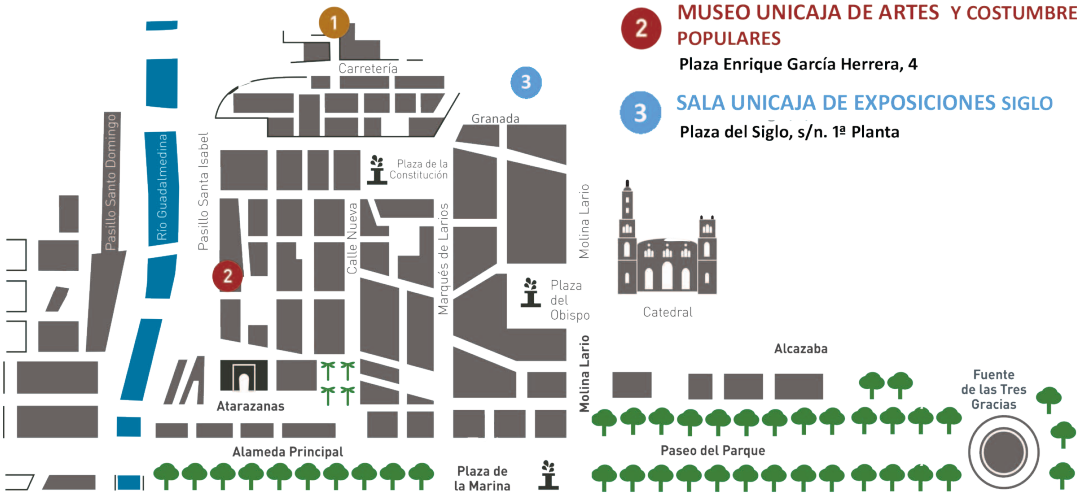 1
2
MUSEO UNICAJA DE ARTES Y COSTUMBRE
POPULARES
Plaza Enrique García Herrera, 4
3
SALA UNICAJA DE EXPOSICIONES SIGLO
Plaza del Siglo, s/n. 1ª Planta
Carretería
3
Granada
Pasillo Santo Domingo
Río Guadalmedina
Pasillo Santa Isabel
Plaza de la
Constitución
Calle Nueva
Marqués de Larios
Molina Lario
2
Plaza
del
Obispo
Catedral
Molina Lario
Alcazaba
Fuente
de las Tres
Gracias
Atarazanas
Alameda Principal
Paseo del Parque
Plaza de
la Marina